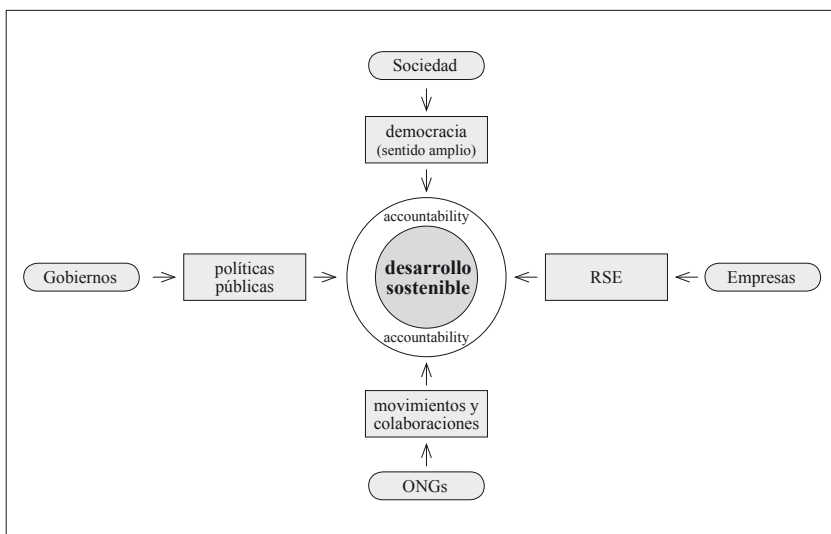 Sociedad
democracia
(sentido amplio)
accountability
Gobiernos
políticas
públicas
desarrollo
sostenible
RSE
Empresas
accountability
movimientos y
colaboraciones
ONGs